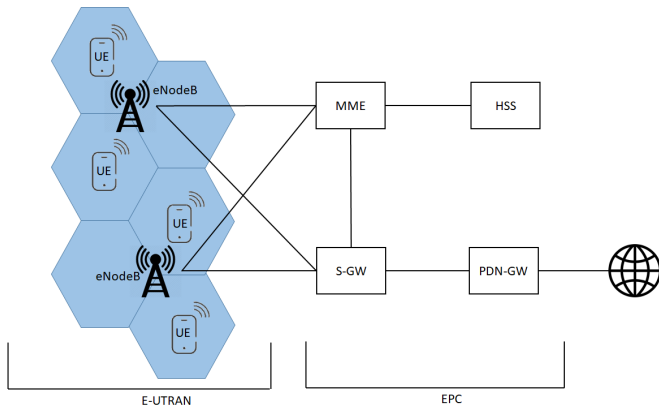 UE
eNodeB
MME
HSS
UE
UE
eNodeB
S-GW
PDN-GW
UE
E-UTRAN
EPC